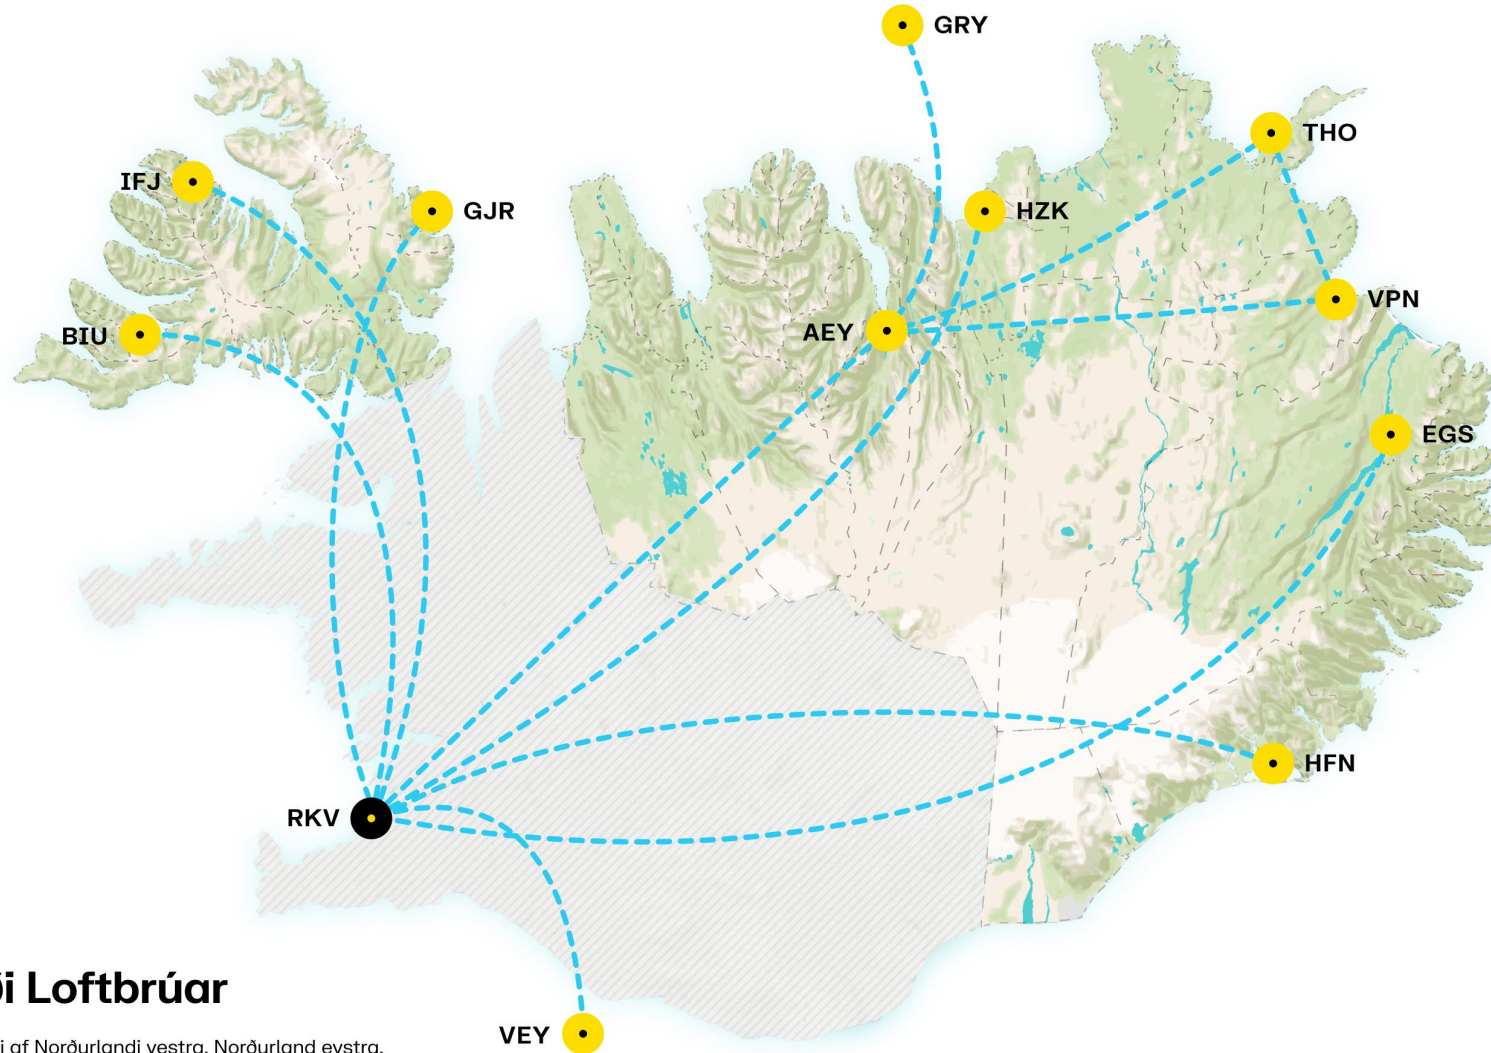 GRY
THO
IFJ
GJR
HZK
VPN
AEY
BIU
EGS
HFN
RKV
i Loftbrúar
VEY
i af Norðurlandi vestra, Norðurland eystra,